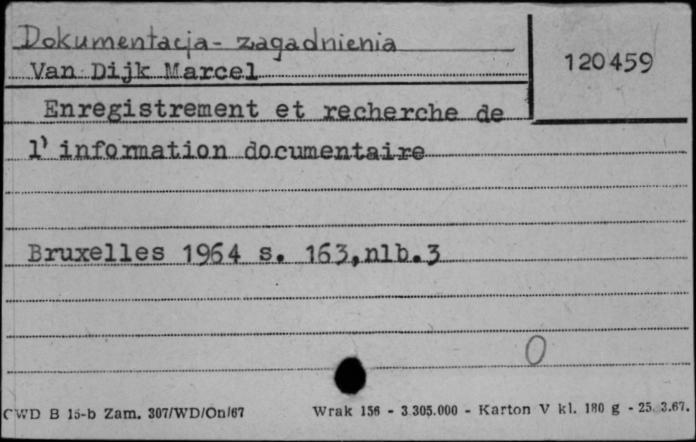 Dokumentacja - zagadnienia
120459
Van Dijk Marcel
Enregistrement et recherche de
l' information documentaire
Bruxelles 1964 s. 163,nlb.3
0
CWD B 15-b Zam. 307/WD/On/67 Wrak 156 - 3.305.000 - Karton V kl. 180 g - 25.3.67.